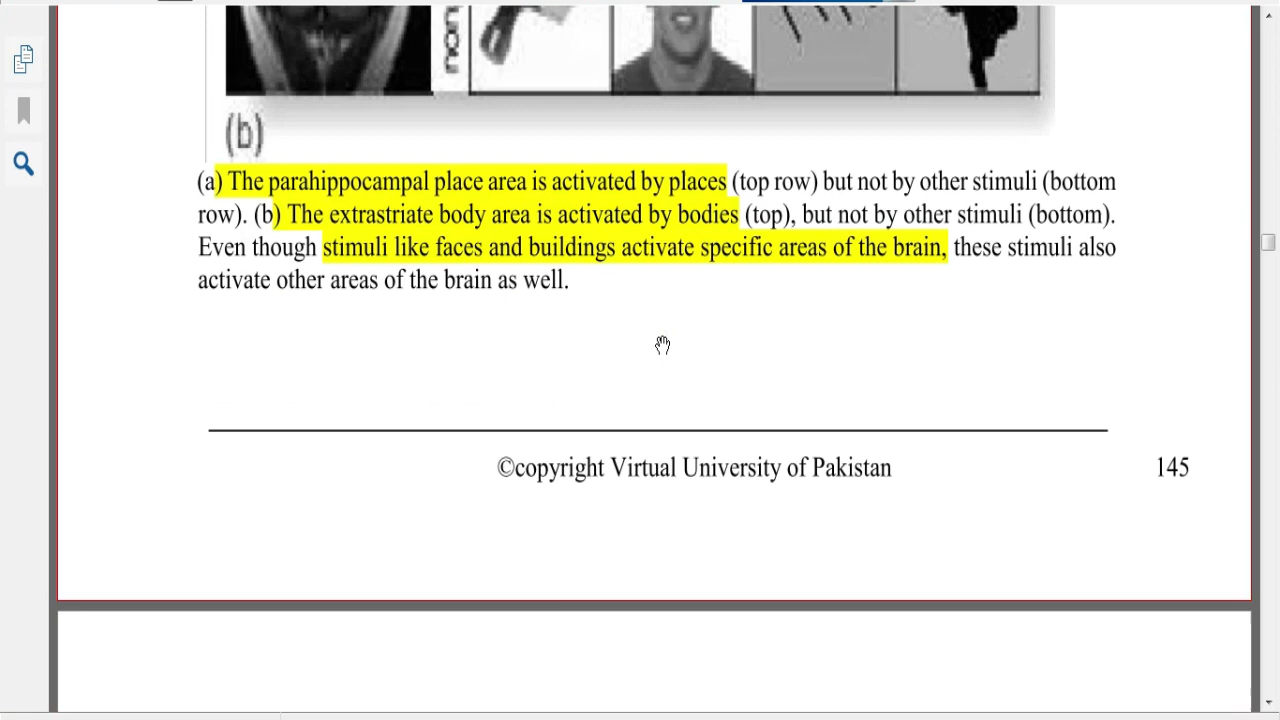 non
(b)
(a) The parahippocampal place area is activated by places (top row) but not by other stimuli (bottom
row). (b) The extrastriate body area is activated by bodies (top), but not by other stimuli (bottom).
Even though stimuli like faces and buildings activate specific areas of the brain, these stimuli also
activate other areas of the brain as well.
©copyright Virtual University of Pakistan 145